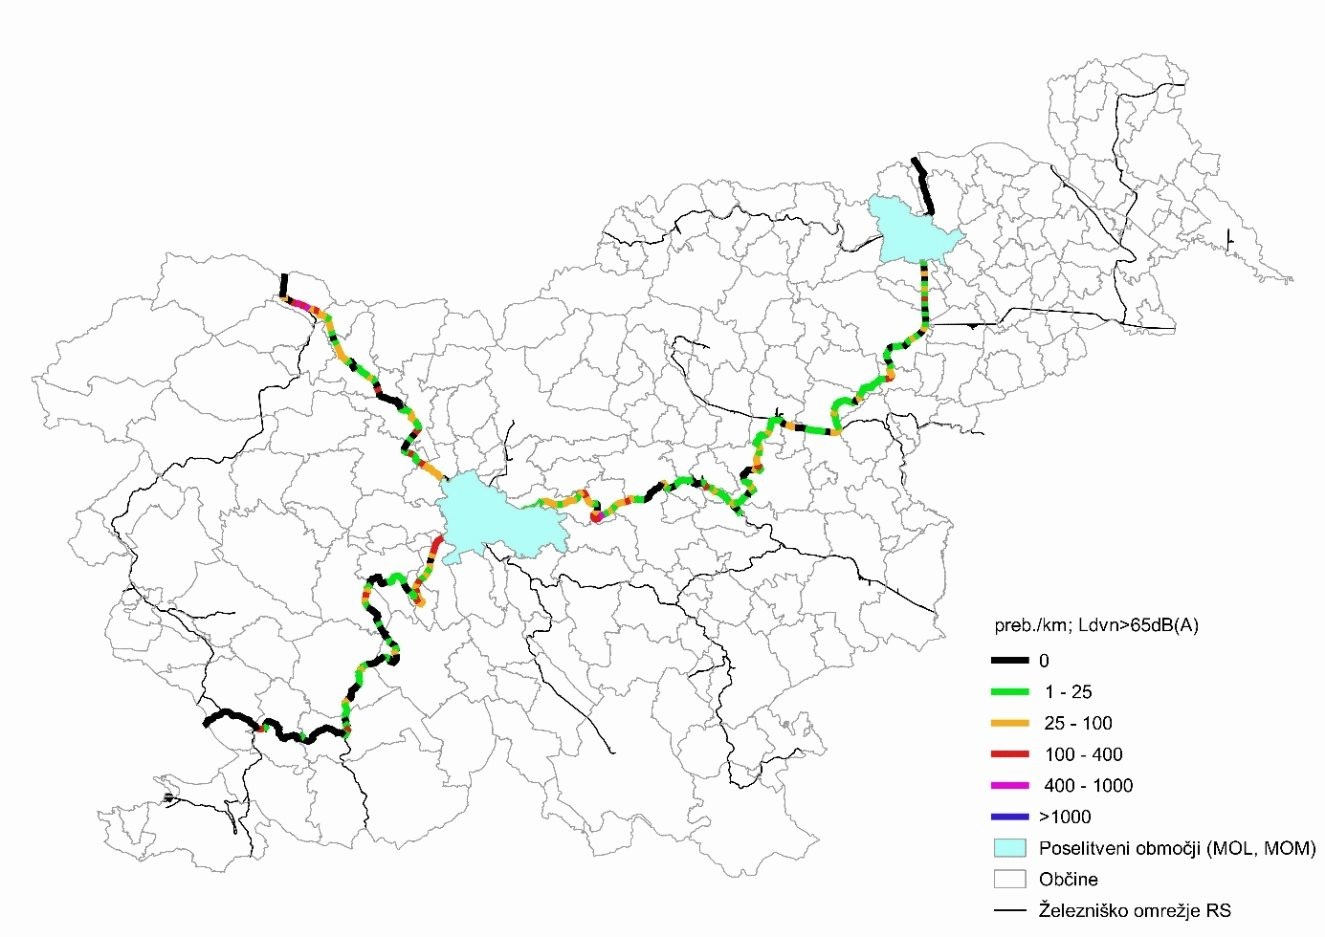 preb./km; Ldvn>65dB(A)
0
1 - 25
25 - 100
100 - 400
400 - 1000
>1000
Poselitveni območji (MOL, MOM)
Občine
Železniško omrežje RS